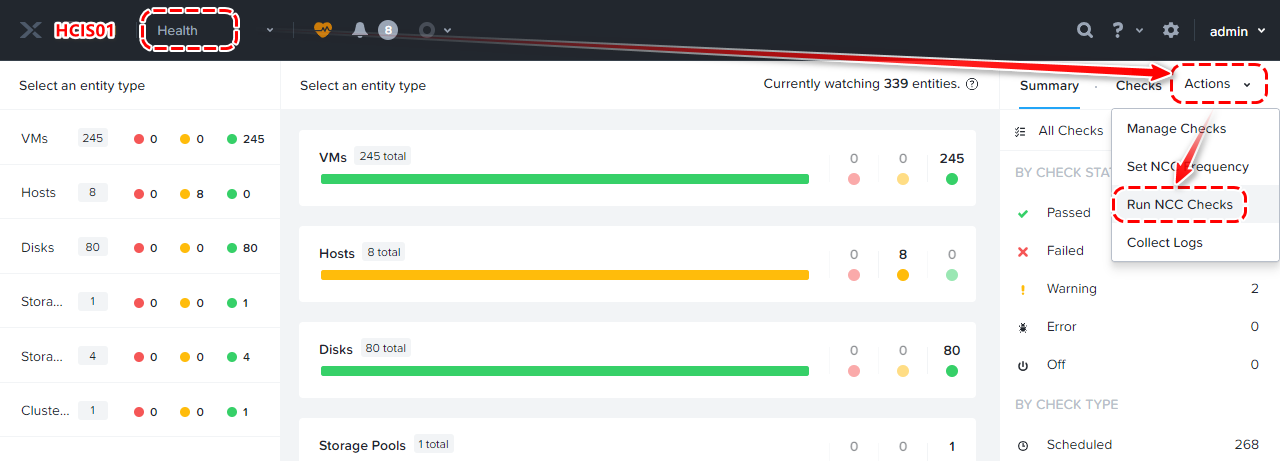 HCIS01 Health 8 admin
Select an entity type
VMs 245 0 0 245
Hosts 8 0 8 0
Disks 80 0 0 80
Stora... 1 0 0 1
Stora... 4 0 0 4
Cluste... 1 0 0 1
Select an entity type Currently watching 339 entities. ?
VMs 245 total 0 0 245
Hosts 8 total 0 8 0
Disks 80 total 0 0 80
Storage Pools 1 total 0 0 1
Summary · Checks Actions
All Checks
BY CHECK STAT
Passed
Failed
Warning 2
Error 0
Off 0
BY CHECK TYPE
Scheduled 268
Manage Checks
Set NCC Frequency
Run NCC Checks
Collect Logs